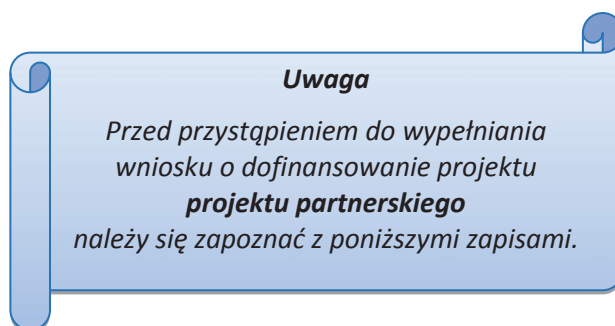 Uwaga
Przed przystąpieniem do wypełniania
wniosku o dofinansowanie projektu
projektu partnerskiego
należy się zapoznać z poniższymi zapisami.